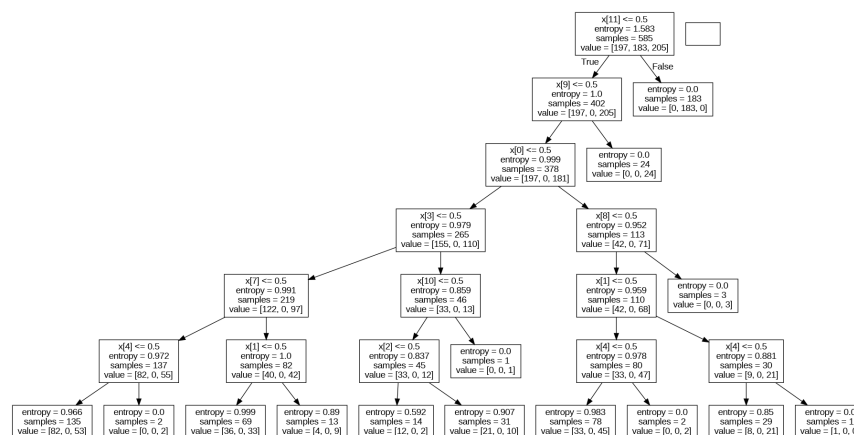 x[11] <= 0.5
entropy = 1.583
samples = 585
value = [197, 183, 205]
True
False
x[9] <= 0.5
entropy = 1.0
samples = 402
value = [197, 0, 205]
entropy = 0.0
samples = 183
value = [0, 183, 0]
x[0] <= 0.5
entropy = 0.999
samples = 378
value = [197, 0, 181]
entropy = 0.0
samples = 24
value = [0, 0, 24]
x[3] <= 0.5
entropy = 0.979
samples = 265
value = [155, 0, 110]
x[8] <= 0.5
entropy = 0.952
samples = 113
value = [42, 0, 71]
x[7] <= 0.5
entropy = 0.991
samples = 219
value = [122, 0, 97]
x[10] <= 0.5
entropy = 0.859
samples = 46
value = [33, 0, 13]
x[1] <= 0.5
entropy = 0.959
samples = 110
value = [42, 0, 68]
entropy = 0.0
samples = 3
value = [0, 0, 3]
x[4] <= 0.5
entropy = 0.972
samples = 137
value = [82, 0, 55]
x[1] <= 0.5
entropy = 1.0
samples = 82
value = [40, 0, 42]
x[2] <= 0.5
entropy = 0.837
samples = 45
value = [33, 0, 12]
entropy = 0.0
samples = 1
value = [0, 0, 1]
x[4] <= 0.5
entropy = 0.978
samples = 80
value = [33, 0, 47]
x[4] <= 0.5
entropy = 0.881
samples = 30
value = [9, 0, 21]
entropy = 0.966
samples = 135
value = [82, 0, 53]
entropy = 0.0
samples = 2
value = [0, 0, 2]
entropy = 0.999
samples = 69
value = [36, 0, 33]
entropy = 0.89
samples = 13
value = [4, 0, 9]
entropy = 0.592
samples = 14
value = [12, 0, 2]
entropy = 0.907
samples = 31
value = [21, 0, 10]
entropy = 0.983
samples = 78
value = [33, 0, 45]
entropy = 0.0
samples = 2
value = [0, 0, 2]
entropy = 0.85
samples = 29
value = [8, 0, 21]
entropy =
samples =
value = [1, 0,